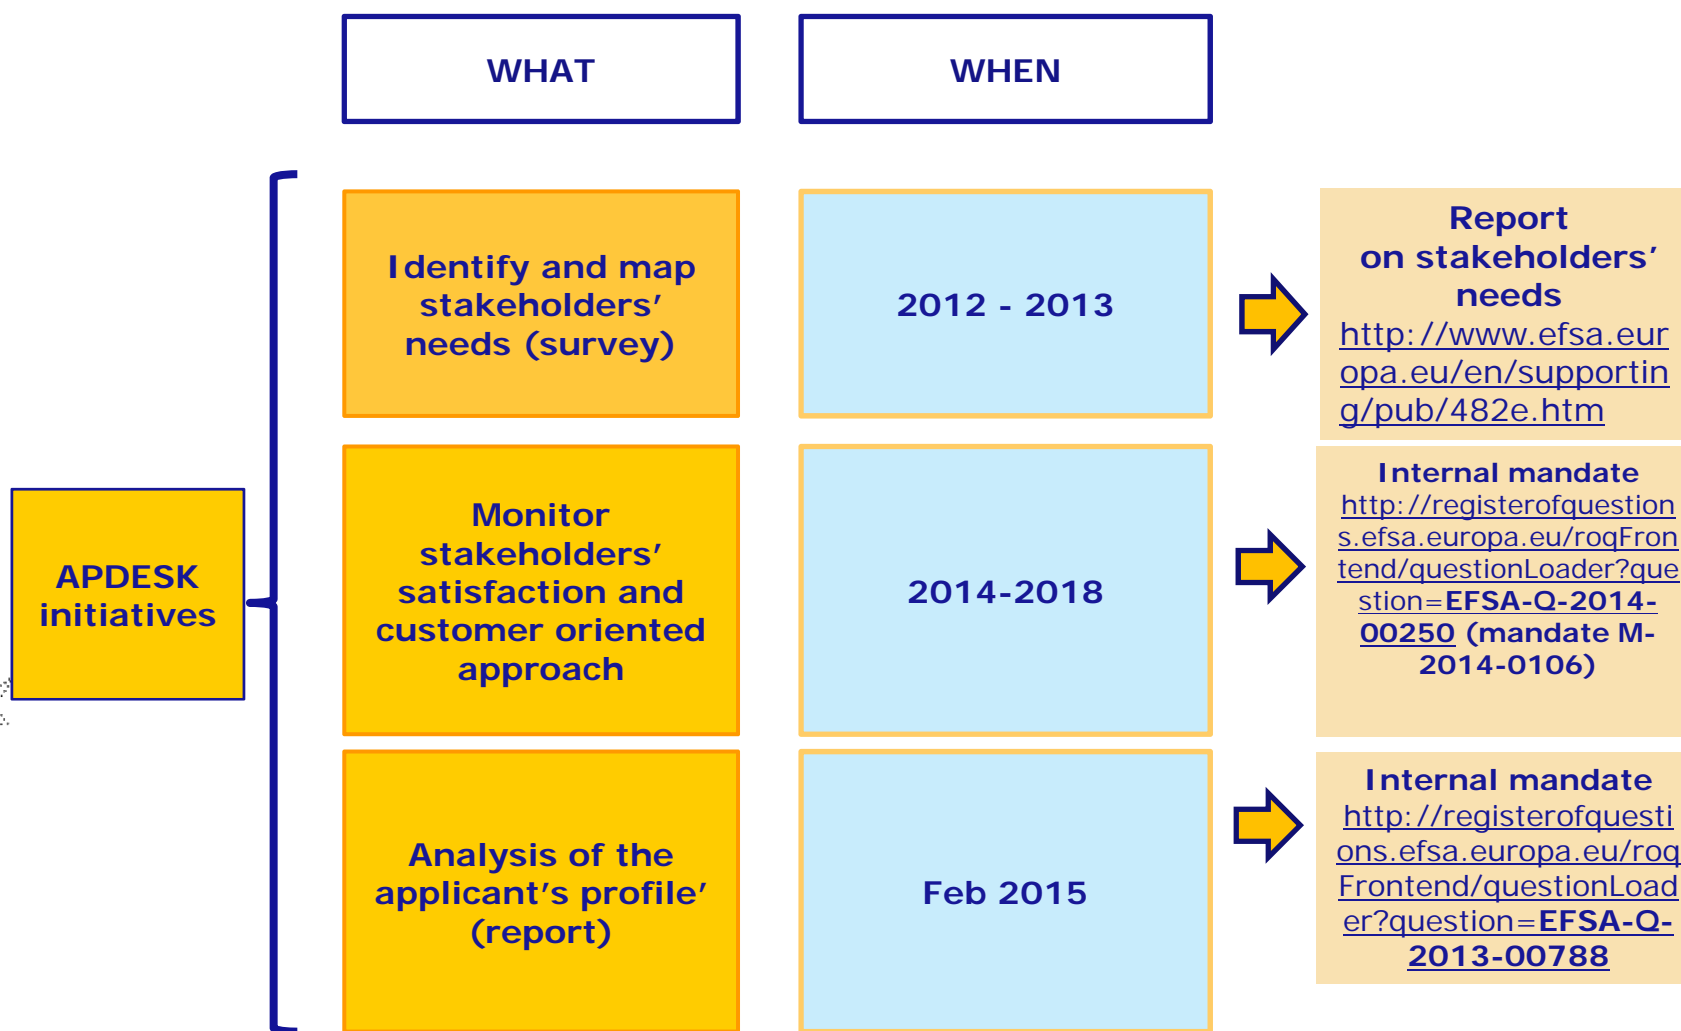 WHAT
WHEN
APDESK
initiatives
Identify and map
stakeholders’
needs (survey)
2012 - 2013
Report
on stakeholders’
needs
http://www.efsa.eur
opa.eu/en/supportin
g/pub/482e.htm
Monitor
stakeholders’
satisfaction and
customer oriented
approach
2014-2018
Internal mandate
http://registerofquestion
s.efsa.europa.eu/roqFron
tend/questionLoader?que
stion=EFSA-Q-2014-
00250 (mandate M-
2014-0106)
Analysis of the
applicant’s profile’
(report)
Feb 2015
Internal mandate
http://registerofquesti
ons.efsa.europa.eu/roq
Frontend/questionLoad
er?question=EFSA-Q-
2013-00788